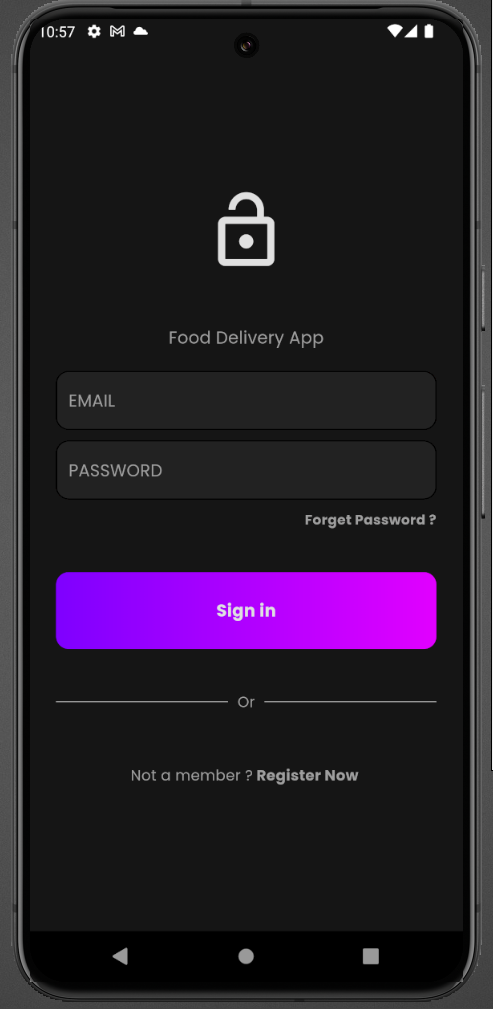 10:57
Food Delivery App
EMAIL
PASSWORD
Forget Password ?
Sign in
Or
Not a member ? Register Now